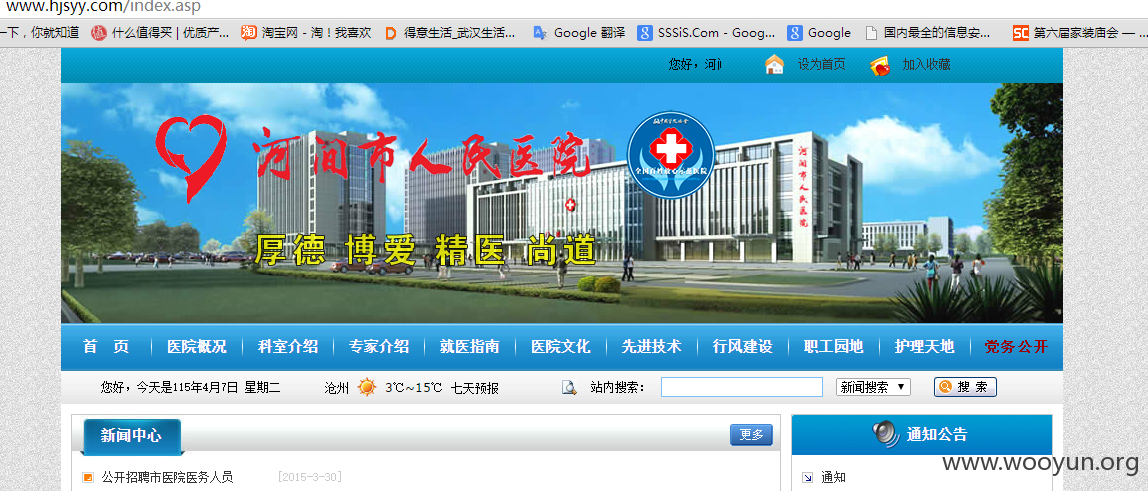 www.hjsyy.com/index.asp
一下，你就知道 什么值得买 | 优质产... 淘宝网 - 淘！我喜欢 得意生活_武汉生活... Google 翻译 SSSiS.Com - Goog... Google 国内最全的信息安... 第六届家装庙会 — ...
您好，河 设为首页 加入收藏
河间市人民医院
中国医院协会
全国百姓放心示范医院
河间市人民医院
厚德 博爱 精医 尚道
首 页 医院概况 科室介绍 专家介绍 就医指南 医院文化 先进技术 行风建设 职工园地 护理天地 党务公开
您好，今天是115年4月7日 星期二 沧州 3℃~15℃ 七天预报 站内搜索： 新闻搜索 搜 索
新闻中心 更多 通知公告
公开招聘市医院医务人员 [2015-3-30] 通知
www.wooyun.org